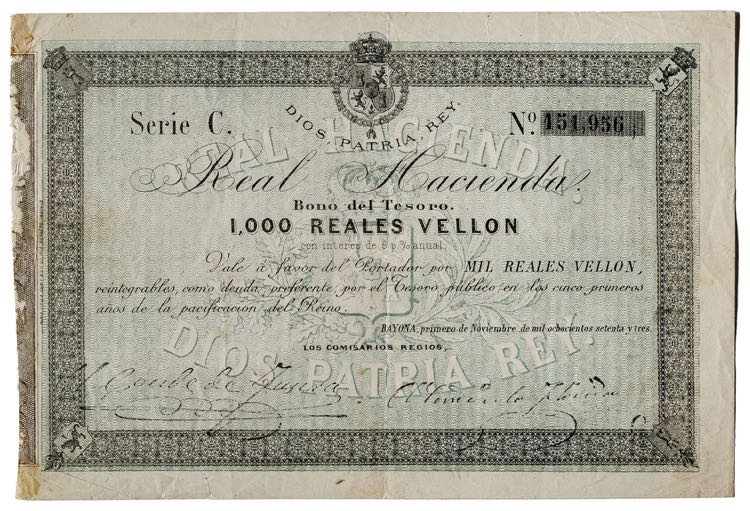 DIOS, PATRIA, REY.
Serie C. Nº 151,956
REAL HACIENDA
Real Hacienda.
Bono del Tesoro.
1,000 REALES VELLON
con interes de 6 p.% anual
Vale á favor del Portador por MIL REALES VELLON,
reintegrables, como deuda preferente por el Tesoro público en los cinco primeros
años de la pacificacion del Reino.
BAYONA, primero de Noviembre de mil ochocientos setenta y tres.
LOS COMISARIOS REGIOS,
DIOS PATRIA REY.
Conde de